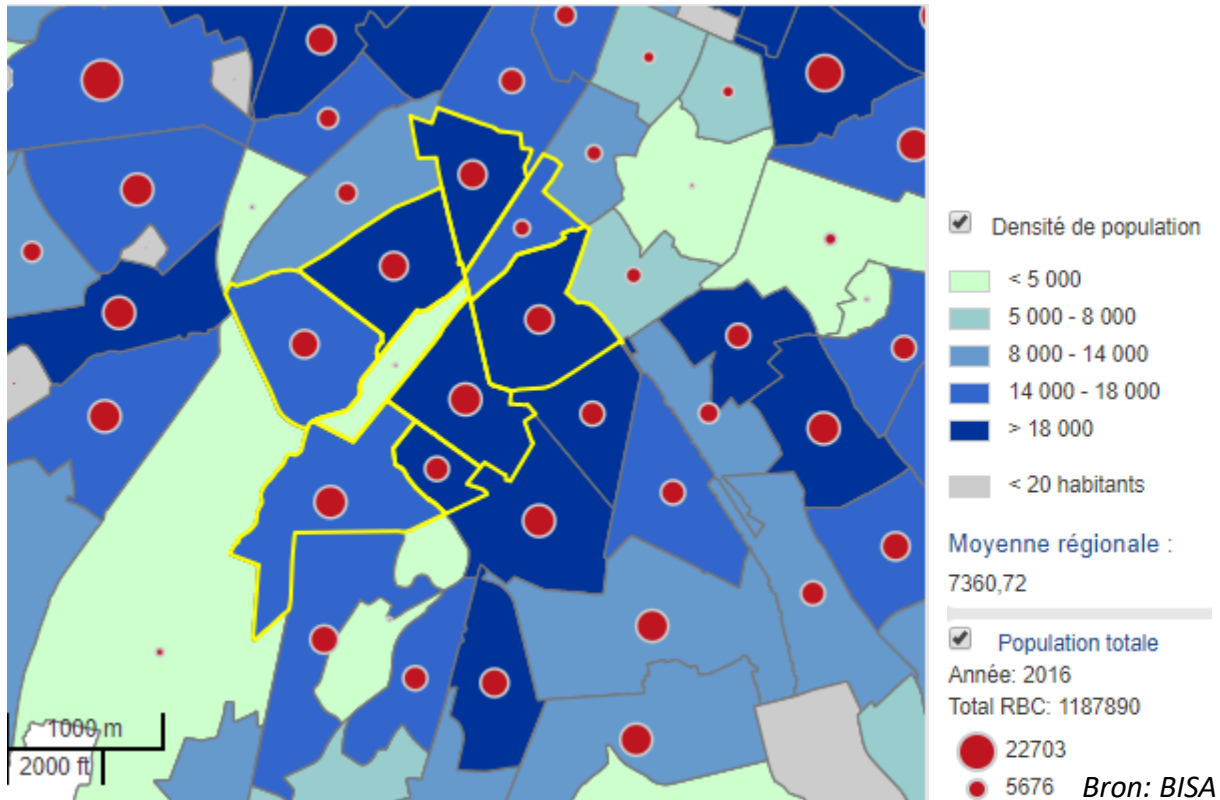 Densité de population
< 5 000
5 000 - 8 000
8 000 - 14 000
14 000 - 18 000
> 18 000
< 20 habitants
Moyenne régionale :
7360,72
Population totale
Année: 2016
Total RBC: 1187890
22703
5676
Bron: BISA
1000 m
2000 ft